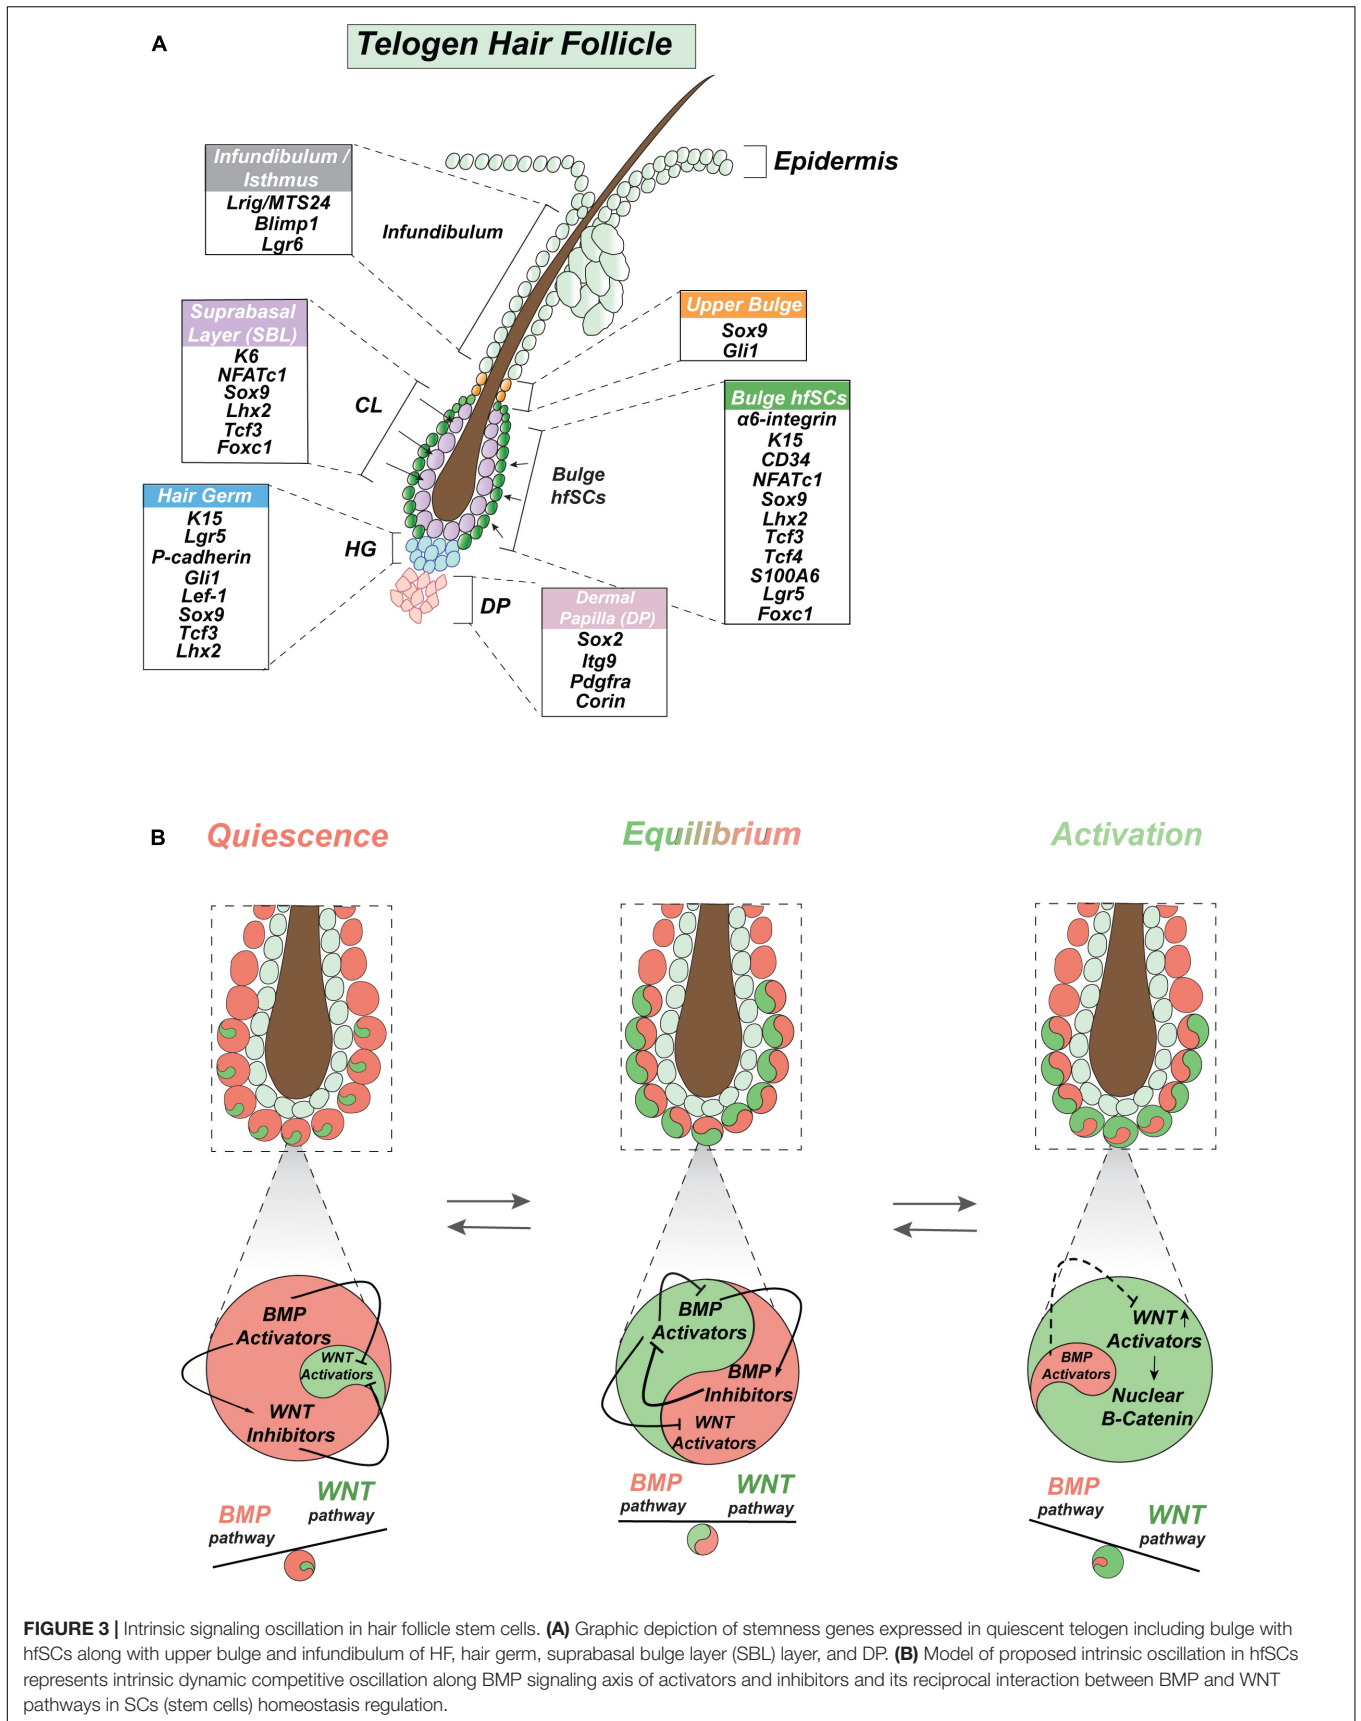 A
Telogen Hair Follicle
Infundibulum /
Isthmus
Lrig/MTS24
Blimp1
Lgr6
Epidermis
Infundibulum
Suprabasal
Layer (SBL)
K6
NFATc1
Sox9
Lhx2
Tcf3
Foxc1
CL
Upper Bulge
Sox9
Gli1
Bulge hfSCs
α6-integrin
K15
CD34
NFATc1
Sox9
Lhx2
Tcf3
Tcf4
S100A6
Lgr5
Foxc1
Bulge
hfSCs
Hair Germ
K15
Lgr5
P-cadherin
Gli1
Lef-1
Sox9
Tcf3
Lhx2
HG
DP
Dermal
Papilla (DP)
Sox2
Itg9
Pdgfra
Corin
B
Quiescence
Equilibrium
Activation
BMP
Activators
WNT
Activatiors
WNT
Inhibitors
BMP
Activators
BMP
Inhibitors
WNT
Activators
WNT
Activators
BMP
Activators
Nuclear
B-Catenin
BMP
pathway
WNT
pathway
BMP
pathway
WNT
pathway
BMP
pathway
WNT
pathway
FIGURE 3 | Intrinsic signaling oscillation in hair follicle stem cells. (A) Graphic depiction of stemness genes expressed in quiescent telogen including bulge with
hfSCs along with upper bulge and infundibulum of HF, hair germ, suprabasal bulge layer (SBL) layer, and DP. (B) Model of proposed intrinsic oscillation in hfSCs
represents intrinsic dynamic competitive oscillation along BMP signaling axis of activators and inhibitors and its reciprocal interaction between BMP and WNT
pathways in SCs (stem cells) homeostasis regulation.